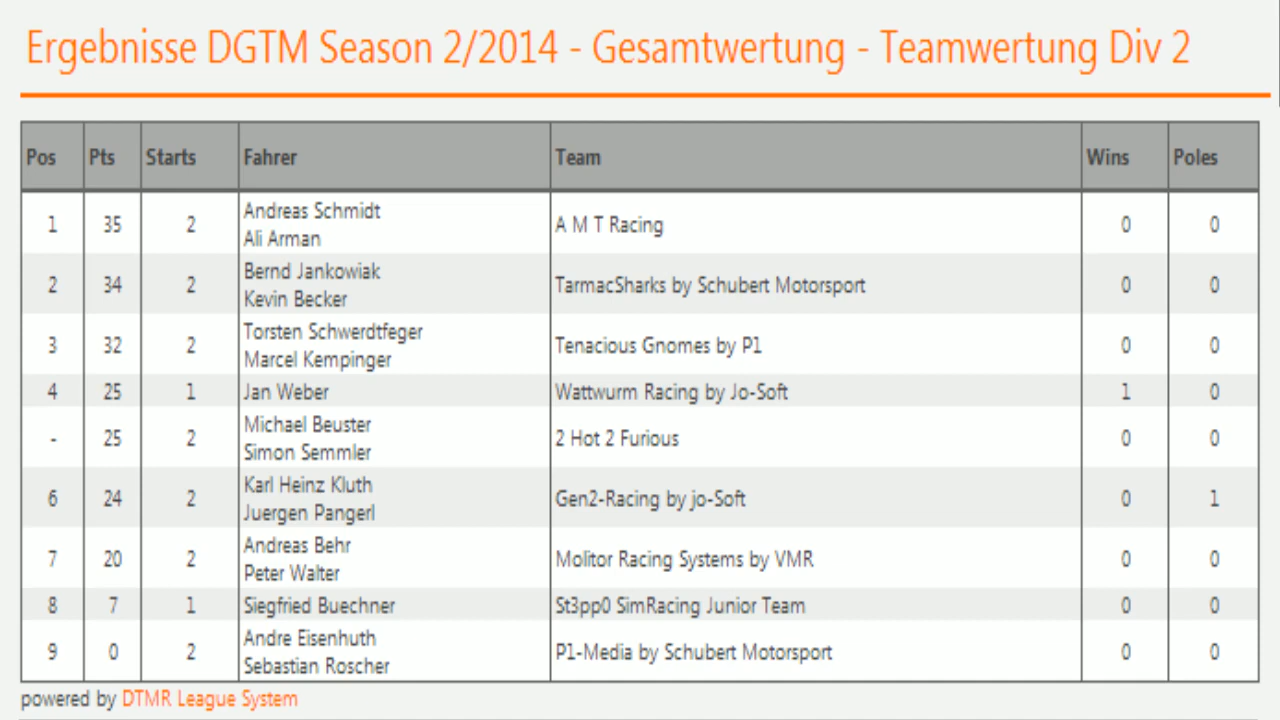 Ergebnisse DGTM Season 2/2014 - Gesamtwertung - Teamwertung Div 2
Pos Pts Starts Fahrer Team Wins Poles
1 35 2 Andreas Schmidt A M T Racing 0 0
Ali Arman
2 34 2 Bernd Jankowiak TarmacSharks by Schubert Motorsport 0 0
Kevin Becker
3 32 2 Torsten Schwerdtfeger Tenacious Gnomes by P1 0 0
Marcel Kempinger
4 25 1 Jan Weber Wattwurm Racing by Jo-Soft 1 0
- 25 2 Michael Beuster 2 Hot 2 Furious 0 0
Simon Semmler
6 24 2 Karl Heinz Kluth Gen2-Racing by jo-Soft 0 1
Juergen Pangerl
7 20 2 Andreas Behr Molitor Racing Systems by VMR 0 0
Peter Walter
8 7 1 Siegfried Buechner St3pp0 SimRacing Junior Team 0 0
9 0 2 Andre Eisenhuth P1-Media by Schubert Motorsport 0 0
Sebastian Roscher
powered by DTMR League System